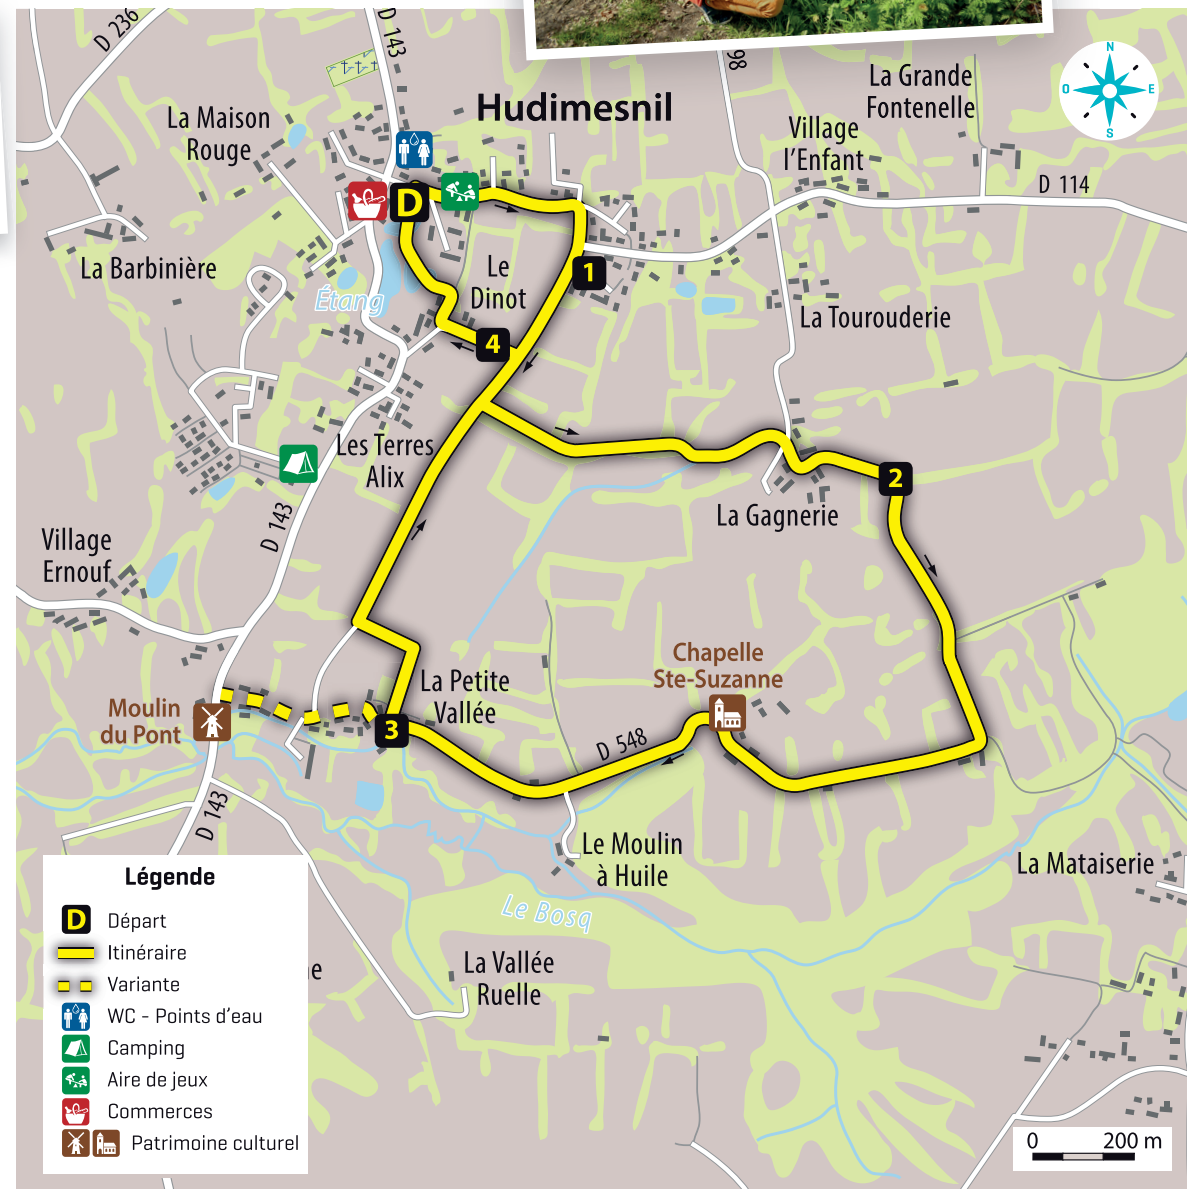 D 236
D 143
98
Hudimesnil
La Grande
Fontenelle
N
O
E
S
La Maison
Rouge
Village
l'Enfant
D 114
D
La Barbinière
Le
Dinot
1
Étang
La Tourouderie
4
Les Terres
Alix
2
La Gagnerie
D 143
Village
Ernouf
Chapelle
Ste-Suzanne
La Petite
Vallée
Moulin
du Pont
3
D 548
D 143
Le Moulin
à Huile
La Mataiserie
Le Bosq
La Vallée
Ruelle
ne
Légende
D Départ
Itinéraire
Variante
WC - Points d'eau
Camping
Aire de jeux
Commerces
Patrimoine culturel
0 200 m